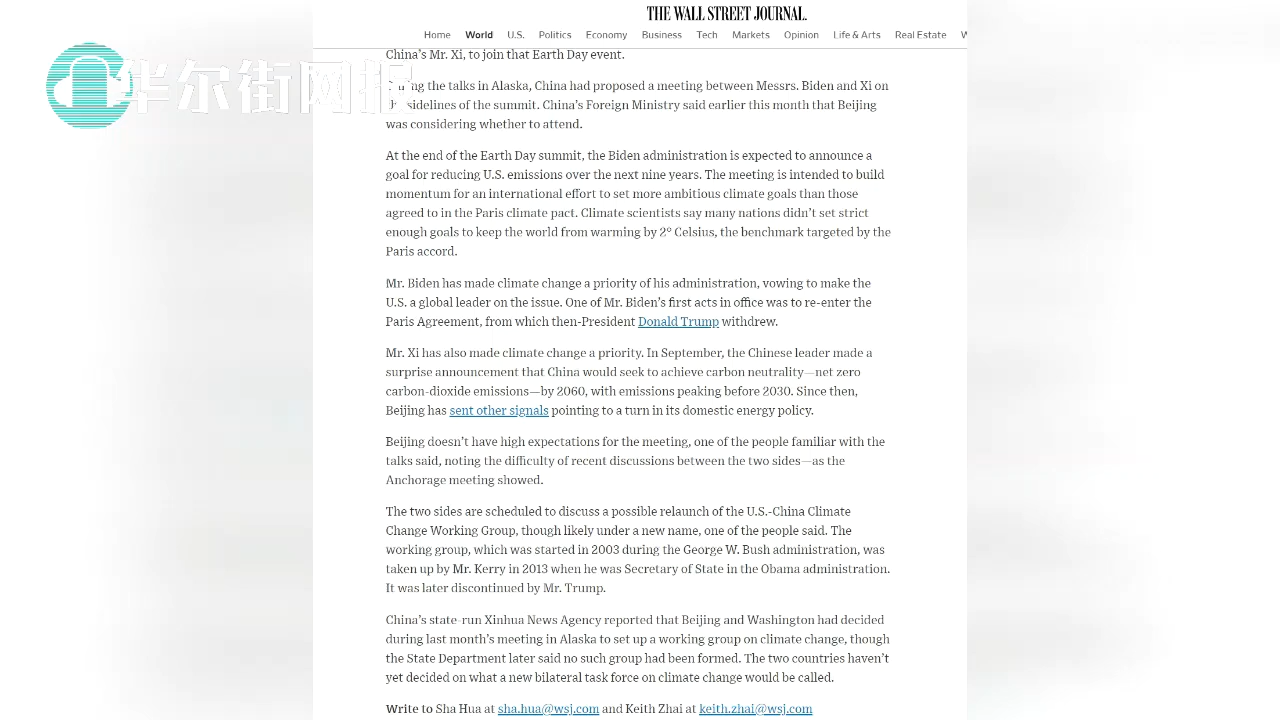 THE WALL STREET JOURNAL.
Home World U.S. Politics Economy Business Tech Markets Opinion Life & Arts Real Estate
华尔街网报
China's Mr. Xi, to join that Earth Day event.
the talks in Alaska, China had proposed a meeting between Messrs. Biden and Xi on
sidelines of the summit. China's Foreign Ministry said earlier this month that Beijing
was considering whether to attend.
At the end of the Earth Day summit, the Biden administration is expected to announce a
goal for reducing U.S. emissions over the next nine years. The meeting is intended to build
momentum for an international effort to set more ambitious climate goals than those
agreed to in the Paris climate pact. Climate scientists say many nations didn't set strict
enough goals to keep the world from warming by 2° Celsius, the benchmark targeted by the
Paris accord.
Mr. Biden has made climate change a priority of his administration, vowing to make the
U.S. a global leader on the issue. One of Mr. Biden's first acts in office was to re-enter the
Paris Agreement, from which then-President Donald Trump withdrew.
Mr. Xi has also made climate change a priority. In September, the Chinese leader made a
surprise announcement that China would seek to achieve carbon neutrality—net zero
carbon-dioxide emissions—by 2060, with emissions peaking before 2030. Since then,
Beijing has sent other signals pointing to a turn in its domestic energy policy.
Beijing doesn't have high expectations for the meeting, one of the people familiar with the
talks said, noting the difficulty of recent discussions between the two sides—as the
Anchorage meeting showed.
The two sides are scheduled to discuss a possible relaunch of the U.S.-China Climate
Change Working Group, though likely under a new name, one of the people said. The
working group, which was started in 2003 during the George W. Bush administration, was
taken up by Mr. Kerry in 2013 when he was Secretary of State in the Obama administration.
It was later discontinued by Mr. Trump.
China's state-run Xinhua News Agency reported that Beijing and Washington had decided
during last month's meeting in Alaska to set up a working group on climate change, though
the State Department later said no such group had been formed. The two countries haven't
yet decided on what a new bilateral task force on climate change would be called.
Write to Sha Hua at sha.hua@wsj.com and Keith Zhai at keith.zhai@wsj.com